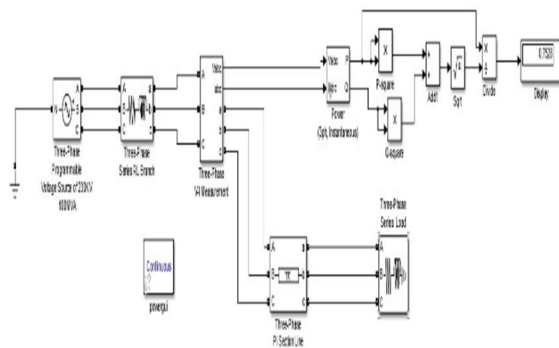 Vabc
Iabc
P
Q
Power
(3ph, Instantaneous)
P-square
Q-square
Add1
Sqrt
Divide
Display
N
A
B
C
Three-Phase
Programmable
Voltage Source of 230KV
100MVA
A
B
C
a
b
c
Three-Phase
Series RL Branch
A
B
C
Vabc
Iabc
a
b
c
Three-Phase
V-I Measurement
Continuous
powergui
A
B
C
a
b
c
Three-Phase
PI Section Line
Three-Phase
Series Load
A
B
C